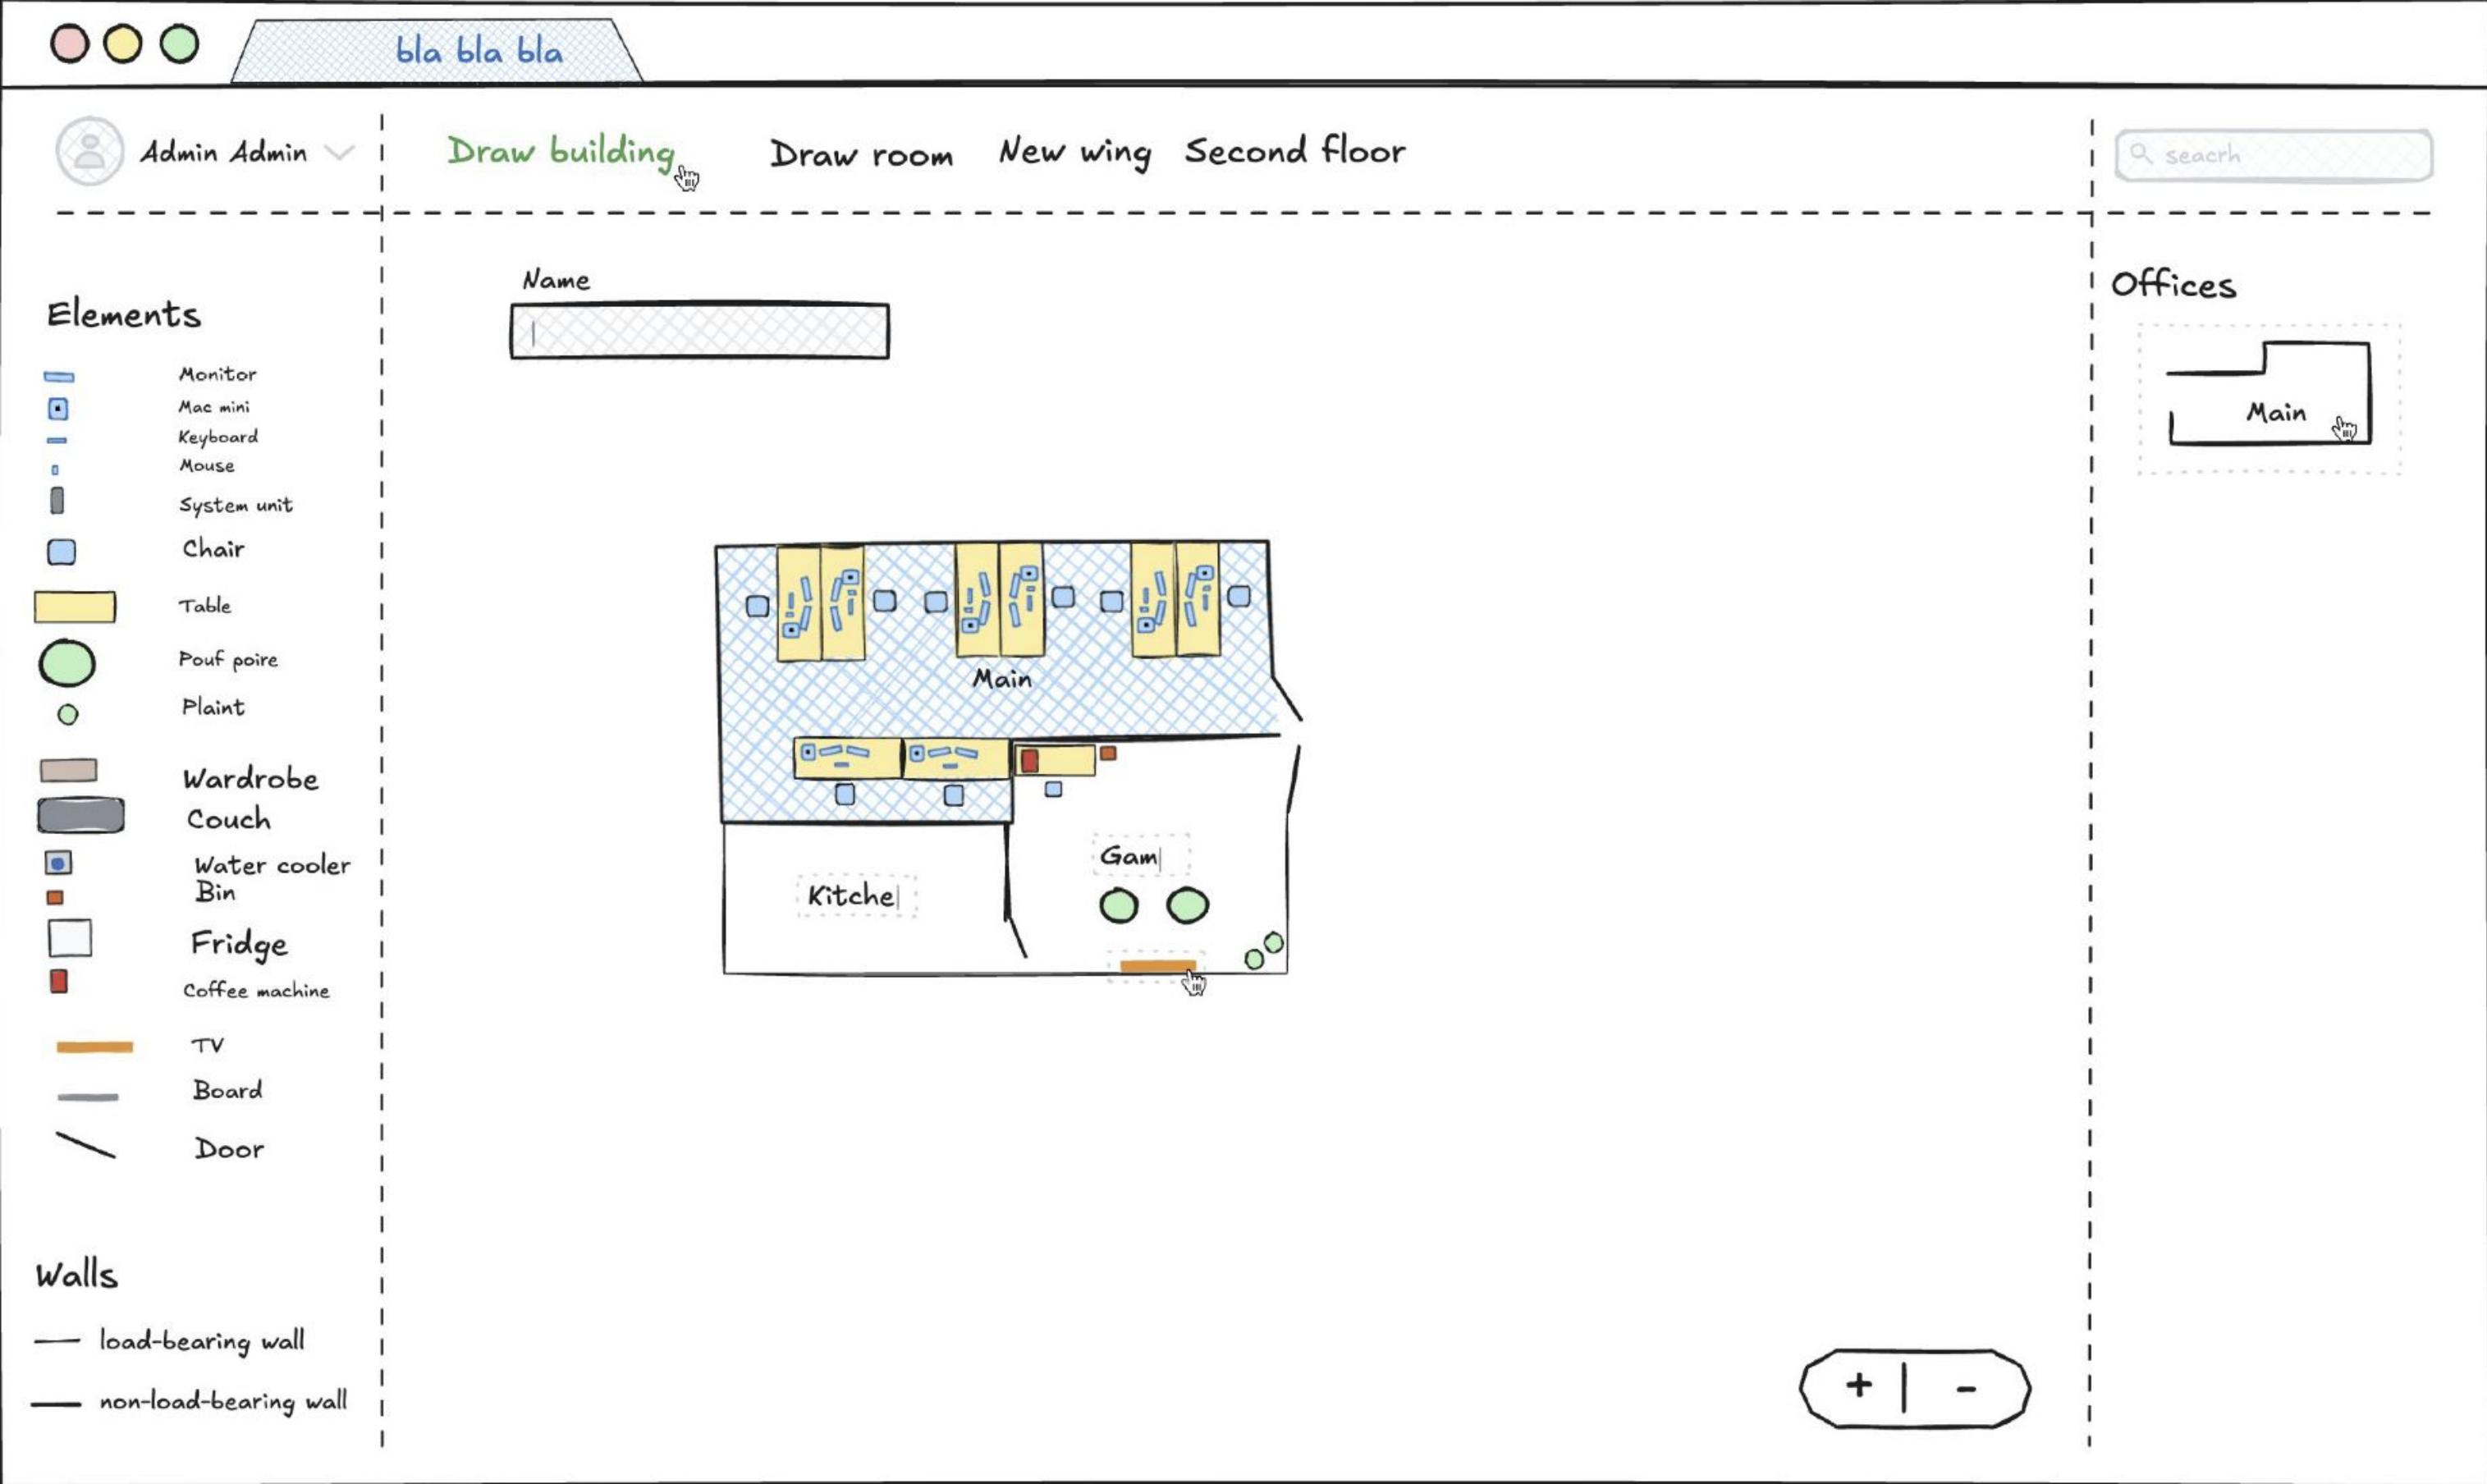 bla bla bla
Admin Admin
Draw building
Draw room
New wing
Second floor
seacrh
Elements
Monitor
Mac mini
Keyboard
Mouse
System unit
Chair
Table
Pouf poire
Plaint
Wardrobe
Couch
Water cooler
Bin
Fridge
Coffee machine
TV
Board
Door
Walls
load-bearing wall
non-load-bearing wall
Name
Main
Kitche
Gam
+ | -
Offices
Main